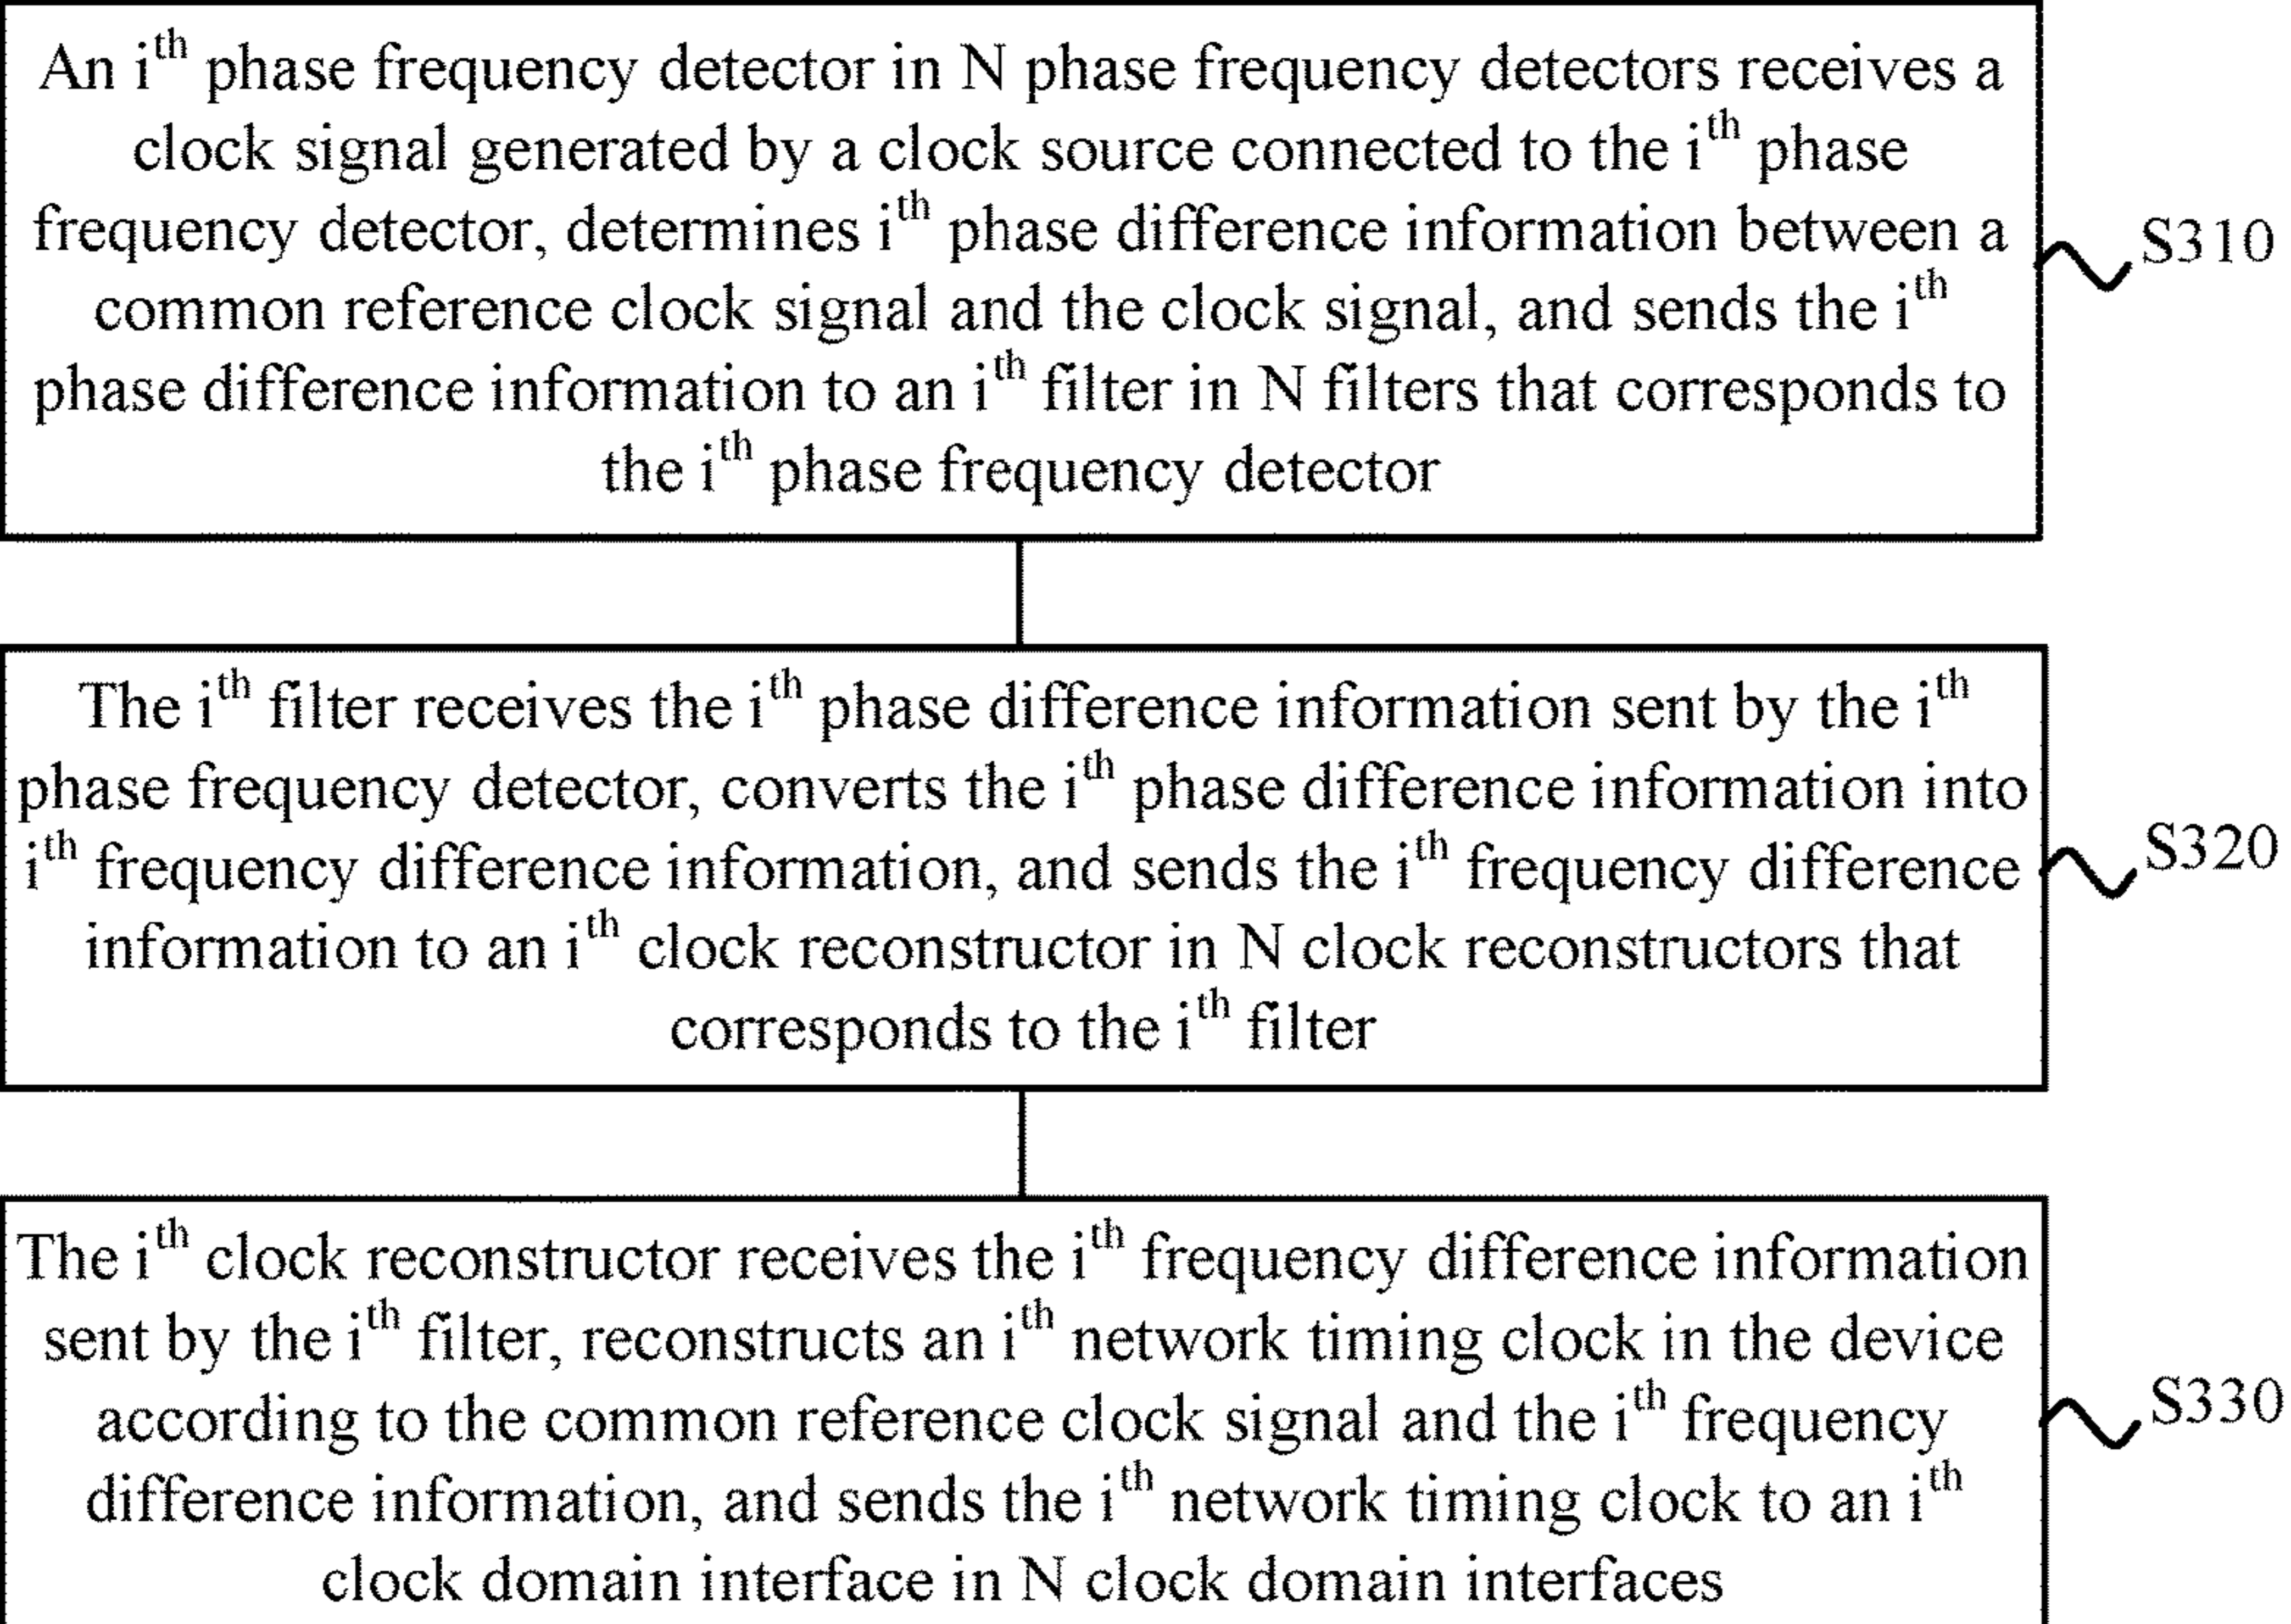 An iᵗʰ phase frequency detector in N phase frequency detectors receives a
clock signal generated by a clock source connected to the iᵗʰ phase
frequency detector, determines iᵗʰ phase difference information between a
common reference clock signal and the clock signal, and sends the iᵗʰ
phase difference information to an iᵗʰ filter in N filters that corresponds to
the iᵗʰ phase frequency detector
S310
The iᵗʰ filter receives the iᵗʰ phase difference information sent by the iᵗʰ
phase frequency detector, converts the iᵗʰ phase difference information into
iᵗʰ frequency difference information, and sends the iᵗʰ frequency difference
information to an iᵗʰ clock reconstructor in N clock reconstructors that
corresponds to the iᵗʰ filter
S320
The iᵗʰ clock reconstructor receives the iᵗʰ frequency difference information
sent by the iᵗʰ filter, reconstructs an iᵗʰ network timing clock in the device
according to the common reference clock signal and the iᵗʰ frequency
difference information, and sends the iᵗʰ network timing clock to an iᵗʰ
clock domain interface in N clock domain interfaces
S330